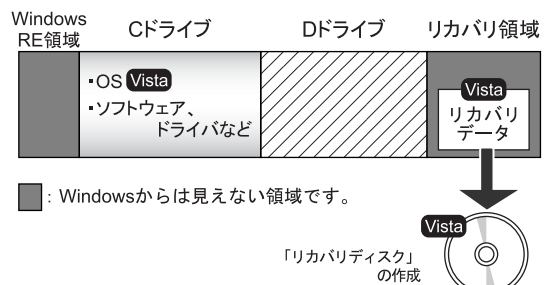 Windows
RE領域
Cドライブ
Dドライブ
リカバリ領域
・OS Vista
・ソフトウェア、
ドライバなど
Vista
リカバリ
データ
：Windowsからは見えない領域です。
Vista
「リカバリディスク」
の作成